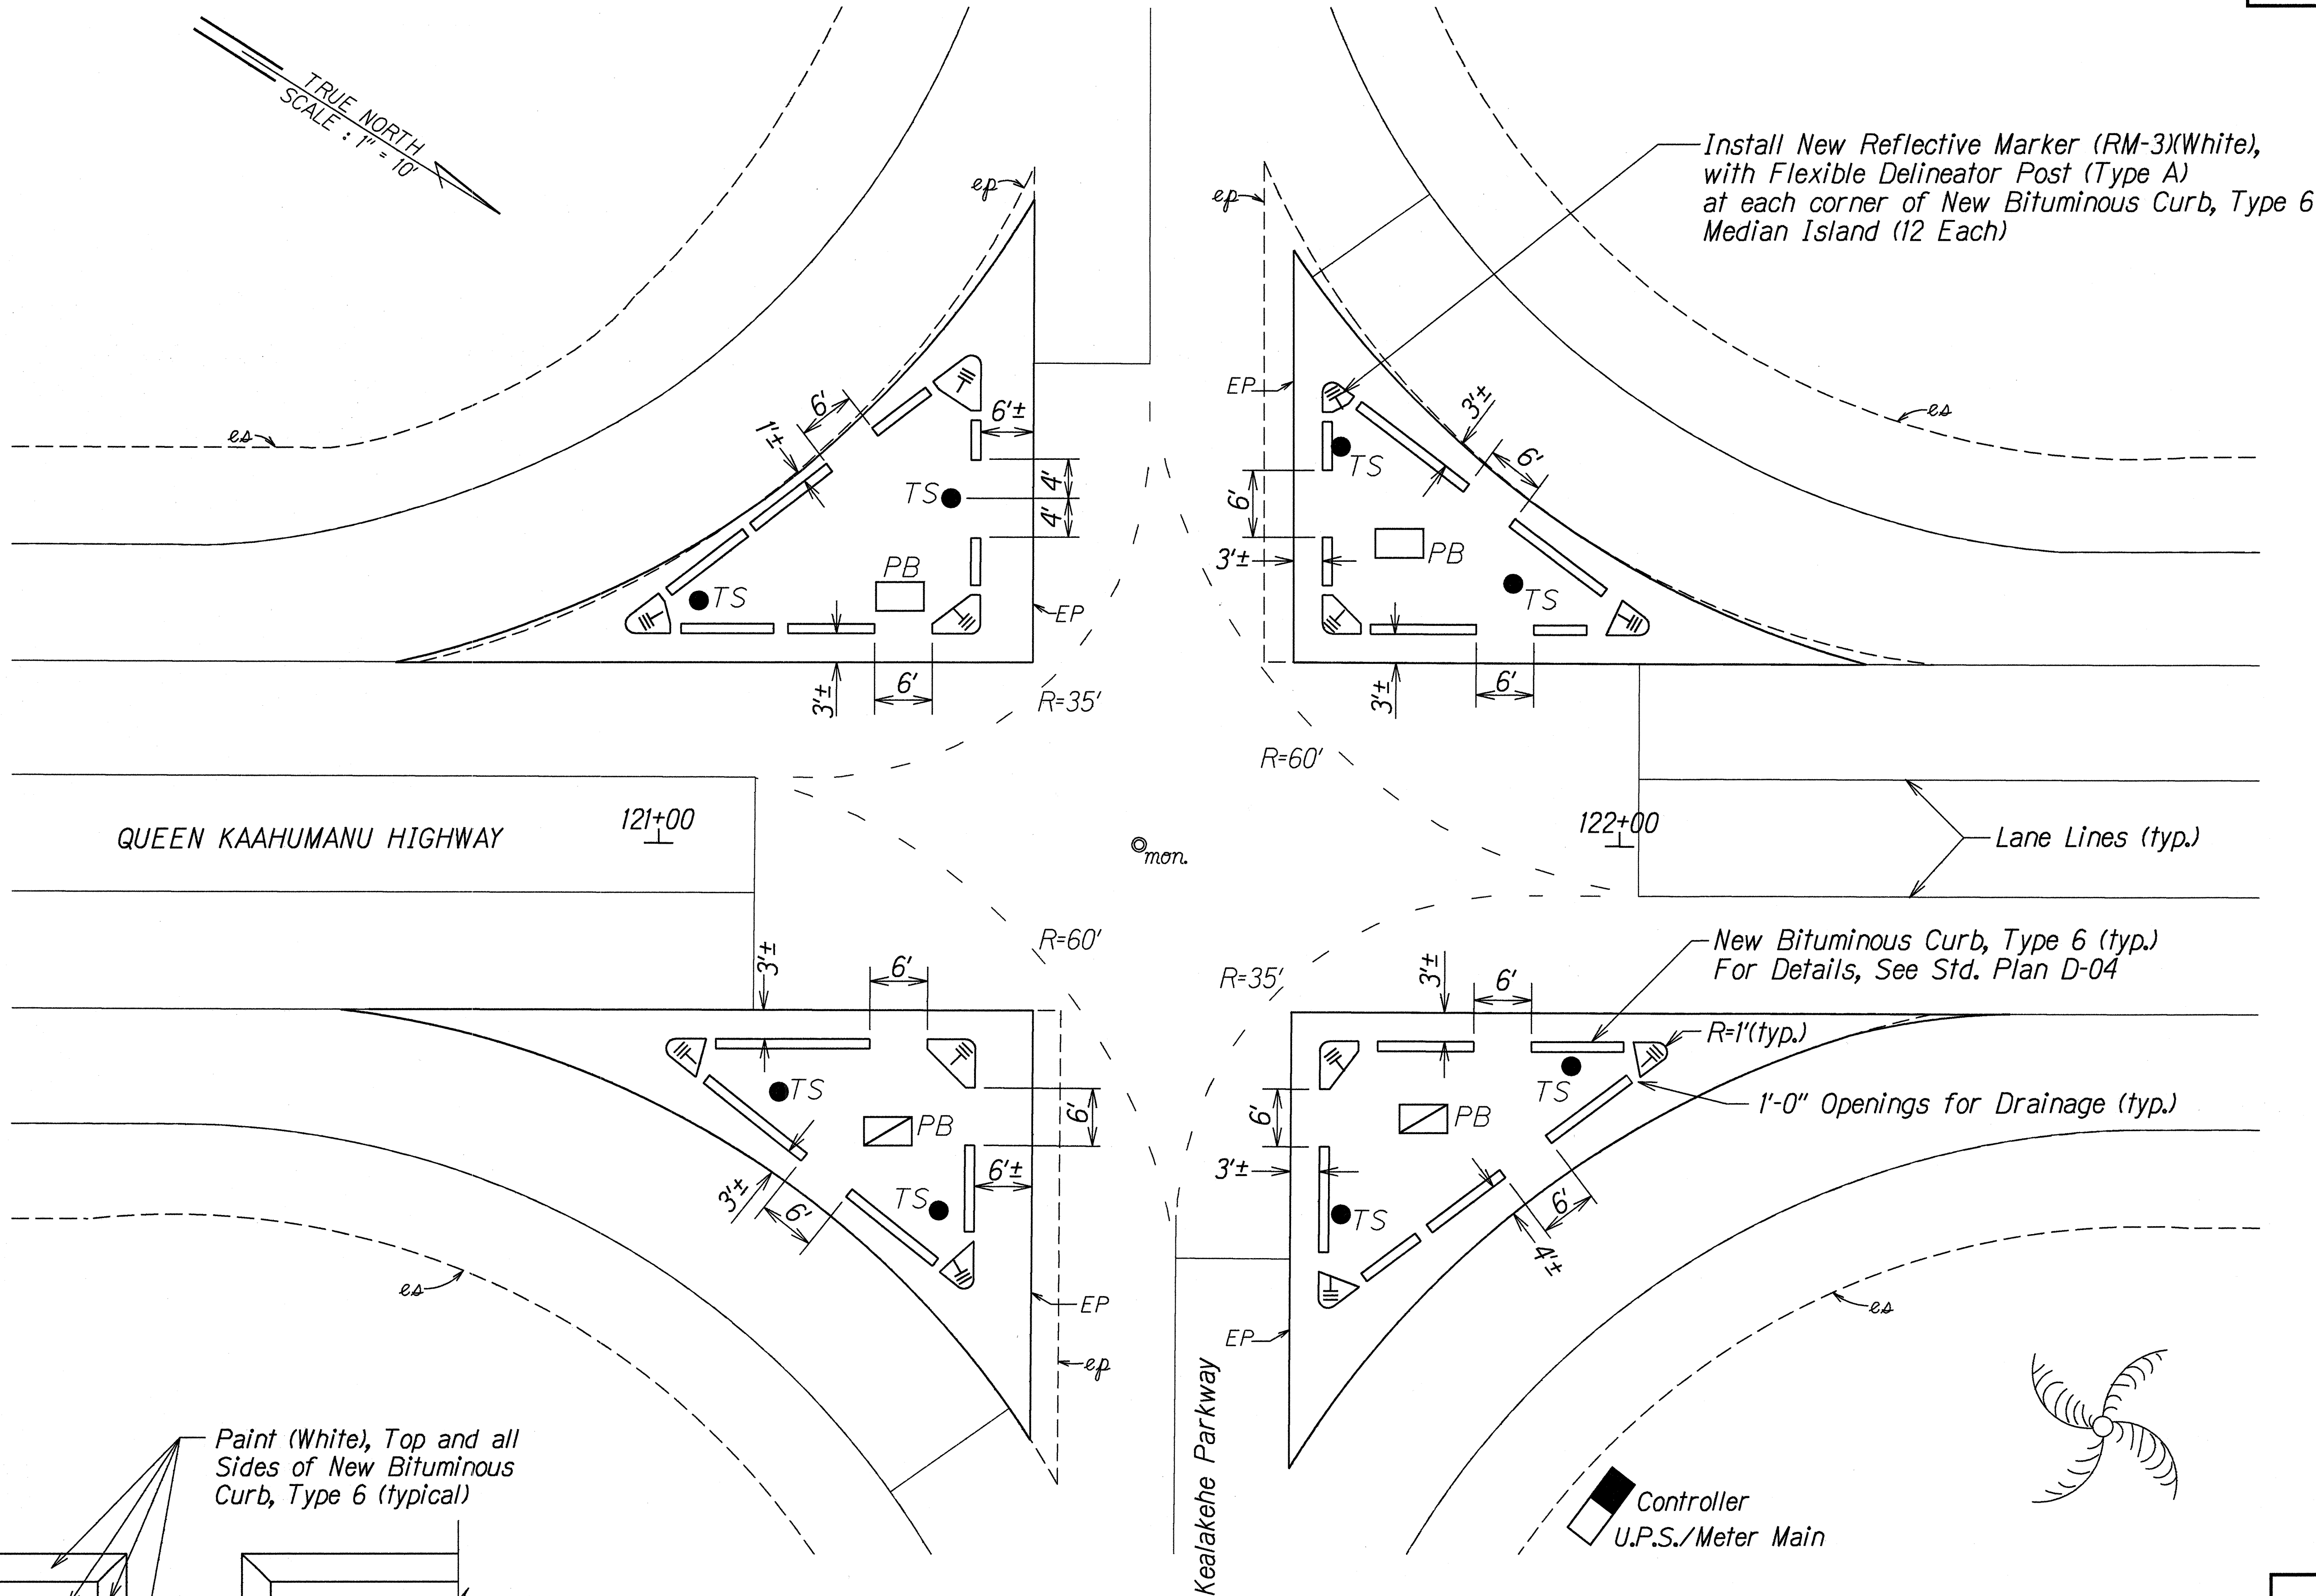 TRUE NORTH
SCALE : 1" = 10'
Install New Reflective Marker (RM-3)(White),
with Flexible Delineator Post (Type A)
at each corner of New Bituminous Curb, Type 6
Median Island (12 Each)
ep
ep
EP
es
es
6'
1'±
6'±
4'
4'
TS
PB
TS
EP
3'±
6'
R=35'
3'±
6'
TS
6'
3'±
PB
TS
3'±
6'
R=60'
QUEEN KAAHUMANU HIGHWAY
121+00
mon.
122+00
Lane Lines (typ.)
3'±
6'
R=60'
R=35'
3'±
6'
New Bituminous Curb, Type 6 (typ.)
For Details, See Std. Plan D-04
R=1'(typ.)
1'-0" Openings for Drainage (typ.)
TS
PB
6'
6'±
TS
3'±
6'
EP
ep
es
6'
3'±
PB
TS
TS
6'
4'±
EP
es
Kealakehe Parkway
Paint (White), Top and all
Sides of New Bituminous
Curb, Type 6 (typical)
Controller
U.P.S./Meter Main